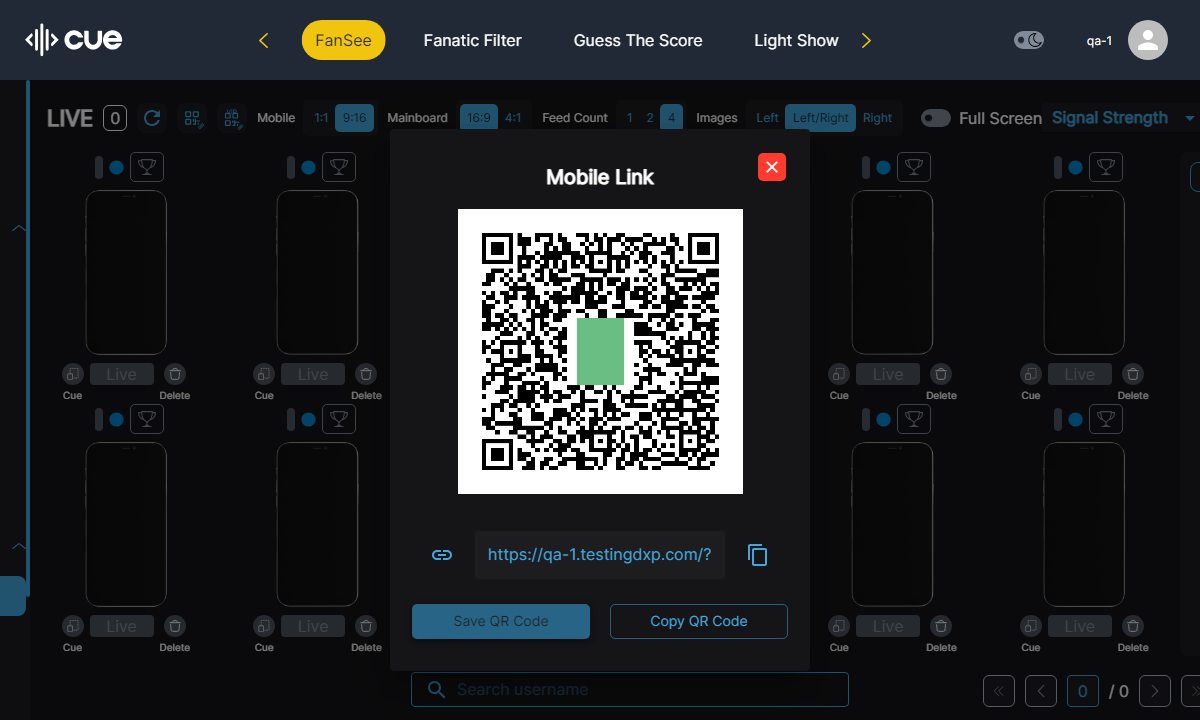 cue
FanSee
Fanatic Filter
Guess The Score
Light Show
qa-1
LIVE 0
Mobile 1:1 9:16
Mainboard 16:9 4:1
Feed Count 1 2 4
Images Left Left/Right Right
Full Screen
Signal Strength
Mobile Link
Live Live Live Live
Cue Delete Cue Delete Cue Delete Cue Delete
https://qa-1.testingdxp.com/?
Save QR Code
Copy QR Code
Live Live Live Live
Cue Delete Cue Delete Cue Delete Cue Delete
Search username
0 / 0